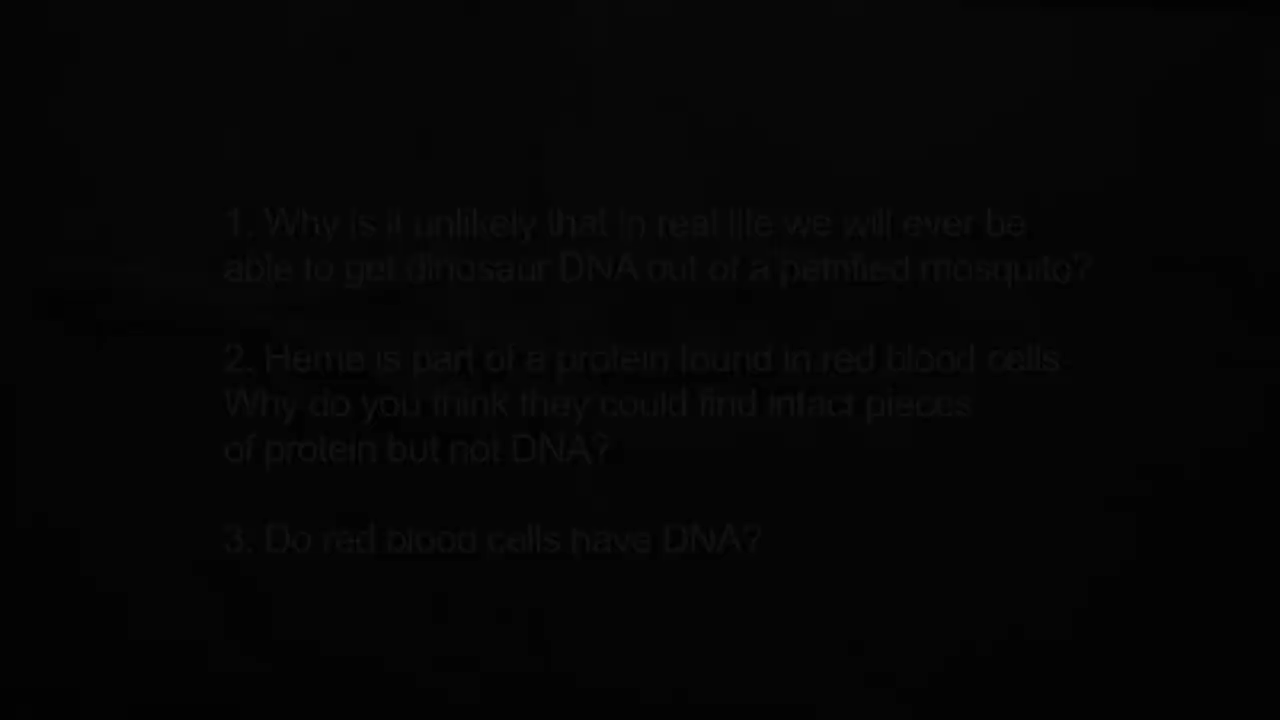 1. Why is it unlikely that in real life we will ever be
able to get dinosaur DNA out of a petrified mosquito?
2. Heme is part of a protein found in red blood cells.
Why do you think they could find intact pieces
of protein but not DNA?
3. Do red blood cells have DNA?